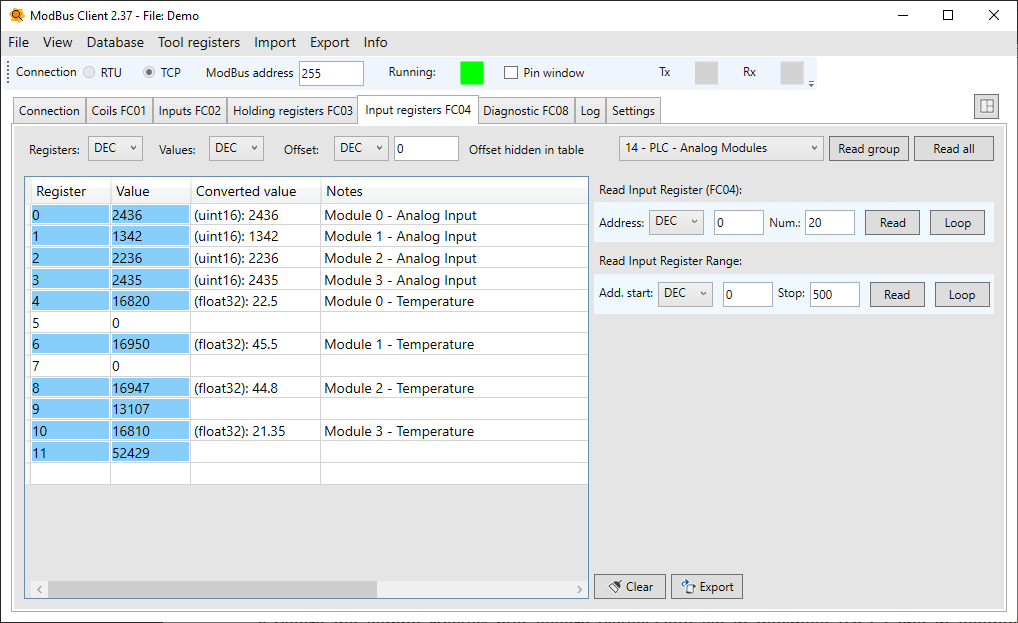 ModBus Client 2.37 - File: Demo
File View Database Tool registers Import Export Info
Connection RTU TCP ModBus address 255 Running: Pin window Tx Rx
Connection Coils FC01 Inputs FC02 Holding registers FC03 Input registers FC04 Diagnostic FC08 Log Settings
Registers: DEC Values: DEC Offset: DEC 0 Offset hidden in table 14 - PLC - Analog Modules Read group Read all
Register Value Converted value Notes
0 2436 (uint16): 2436 Module 0 - Analog Input
1 1342 (uint16): 1342 Module 1 - Analog Input
2 2236 (uint16): 2236 Module 2 - Analog Input
3 2435 (uint16): 2435 Module 3 - Analog Input
4 16820 (float32): 22.5 Module 0 - Temperature
5 0
6 16950 (float32): 45.5 Module 1 - Temperature
7 0
8 16947 (float32): 44.8 Module 2 - Temperature
9 13107
10 16810 (float32): 21.35 Module 3 - Temperature
11 52429
Read Input Register (FC04):
Address: DEC 0 Num.: 20 Read Loop
Read Input Register Range:
Add. start: DEC 0 Stop: 500 Read Loop
Clear Export